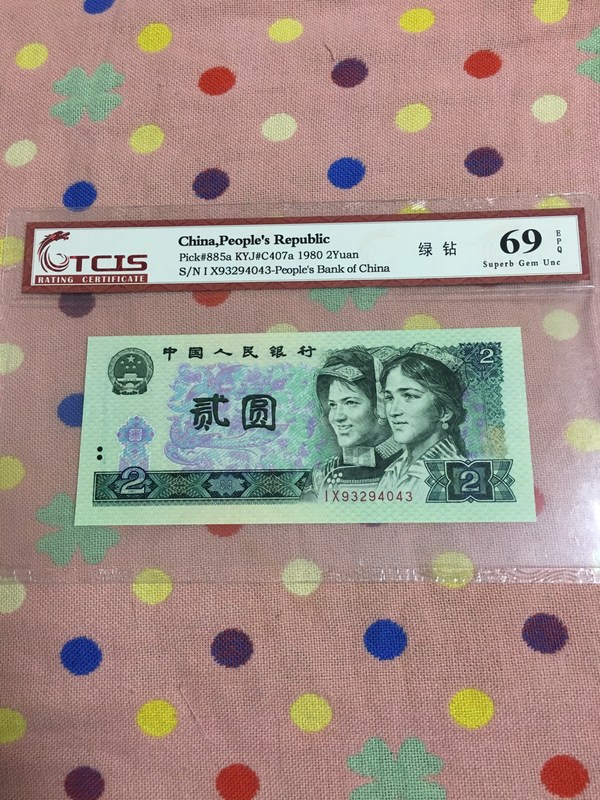 TCIS
RATING CERTIFICATE
China,People's Republic
Pick#885a KYJ#C407a 1980 2Yuan
S/N I X93294043-People's Bank of China
绿 钻
69
EPQ
Superb Gem Unc
中国人民银行
2
贰圆
2
IX93294043
2